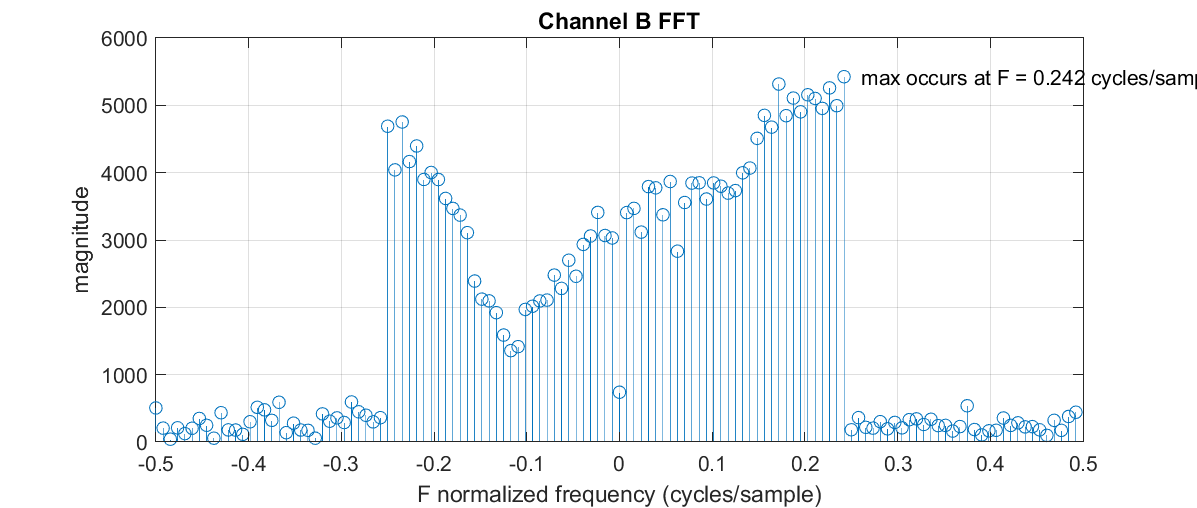 Channel B FFT
6000
5000
4000
3000
2000
1000
0
magnitude
max occurs at F = 0.242 cycles/samp
-0.5 -0.4 -0.3 -0.2 -0.1 0 0.1 0.2 0.3 0.4 0.5
F normalized frequency (cycles/sample)